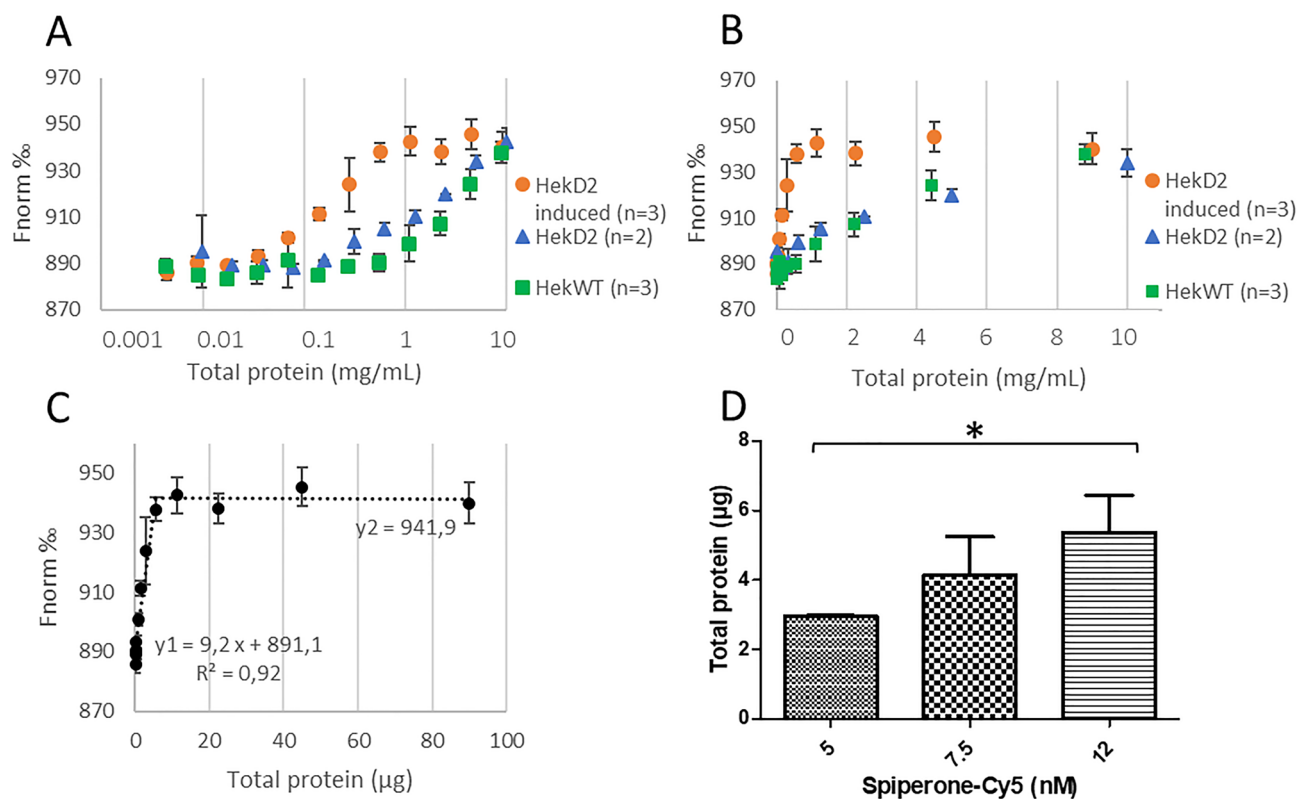 A
970
950
930
910
890
870
Fnorm ‰
0.001
0.01
0.1
1
10
Total protein (mg/mL)
HekD2
induced (n=3)
HekD2 (n=2)
HekWT (n=3)
B
970
950
930
910
890
870
Fnorm ‰
0
2
4
6
8
10
Total protein (mg/mL)
HekD2
induced (n=3)
HekD2 (n=2)
HekWT (n=3)
C
950
930
910
890
870
Fnorm ‰
y2 = 941,9
y1 = 9,2 x + 891,1
R² = 0,92
0
20
40
60
80
100
Total protein (µg)
D
8
6
4
2
0
Total protein (µg)
*
5
7.5
12
Spiperone-Cy5 (nM)